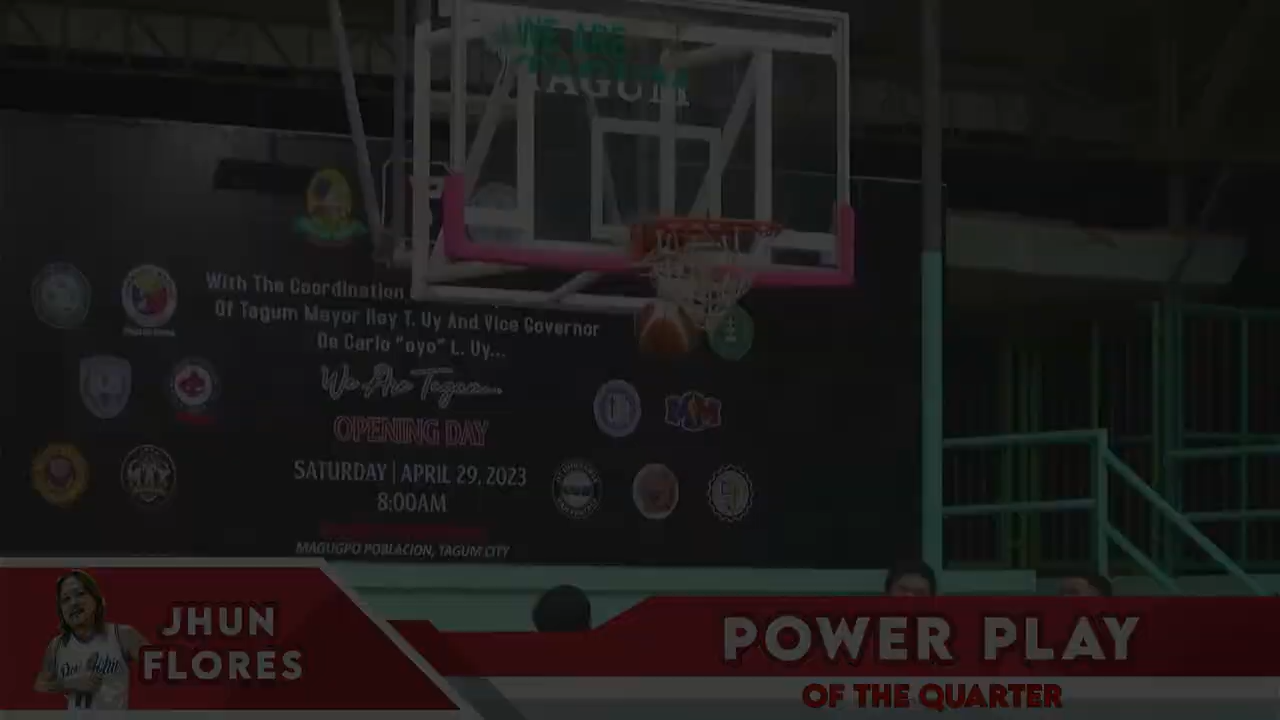 WE ARE
TAGUM
With The Coordination
Of Tagum Mayor Rey T. Uy And Vice Governor
De Carlo "oyo" L. Uy...
We Are Tagum...
OPENING DAY
SATURDAY | APRIL 29, 2023
8:00AM
MAGUGPO POBLACION, TAGUM CITY
JHUN
FLORES
POWER PLAY
OF THE QUARTER